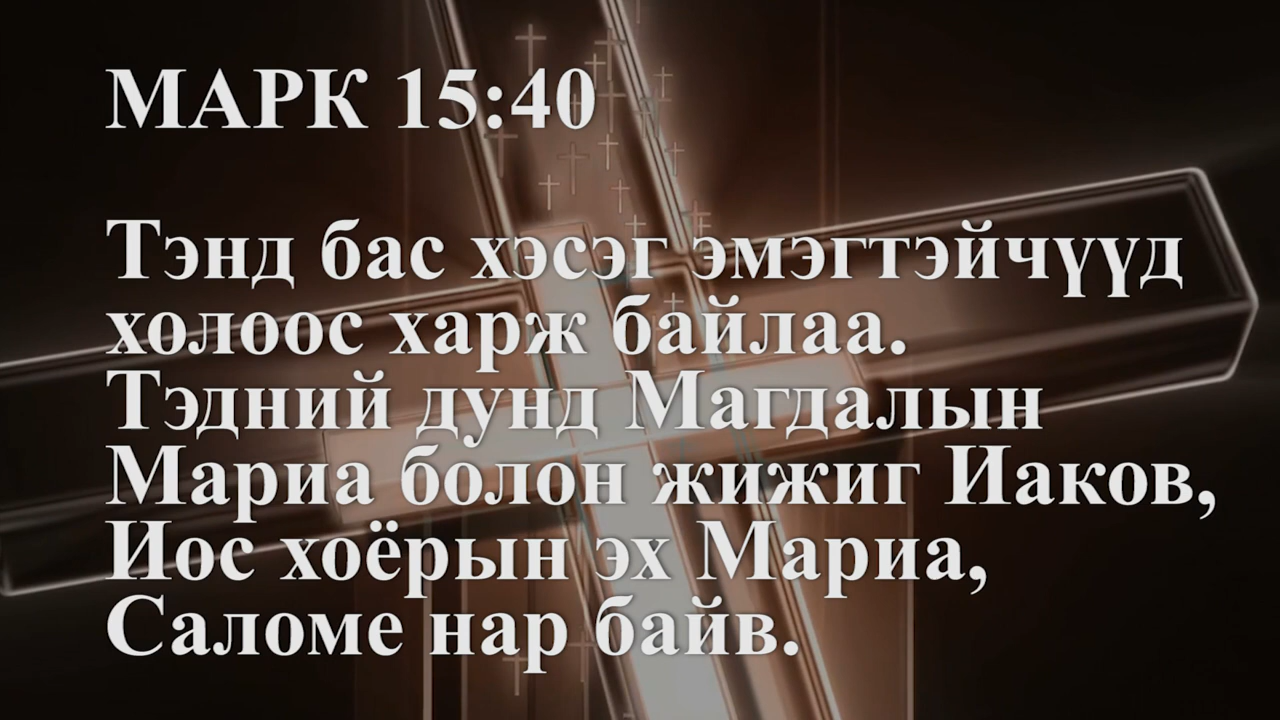 МАРК 15:40
Тэнд бас хэсэг эмэгтэйчүүд
холоос харж байлаа.
Тэдний дунд Магдалын
Мариа болон жижиг Иаков,
Иос хоёрын эх Мариа,
Саломе нар байв.